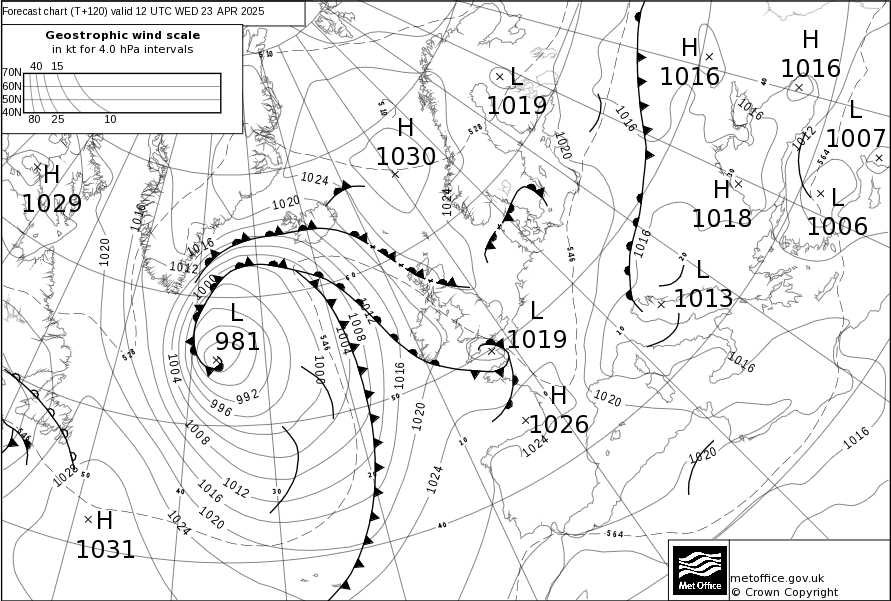 Forecast chart (T+120) valid 12 UTC WED 23 APR 2025
Geostrophic wind scale
in kt for 4.0 hPa intervals
40 15
70N
60N
50N
40N
80 25 10
510
510
528
H
1030
L
1019
H
1016
H
1016
40
1016
1016
L
1007
1012
564
H
1029
1016
1020
1024
1020
1024
1020
30
H
1018
L
1006
1016
1012
1000
1016
546
20
L
1013
10
60
L
981
1012
1008
1004
546
1000
1004
528
L
1019
1016
1016
992
996
1008
50
1020
0
H
1026
1024
1020
1016
10
1020
546
1028
50
1024
1012
1016
1020
1024
40
30
20
40
H
1031
564
Met Office
metoffice.gov.uk
© Crown Copyright